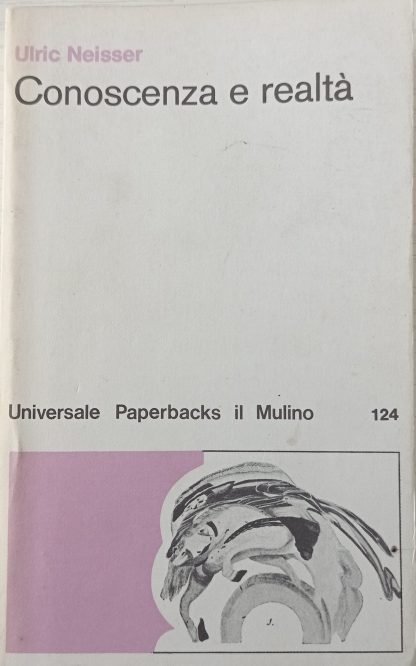 Ulric Neisser
Conoscenza e realtà
Universale Paperbacks il Mulino 124
J.